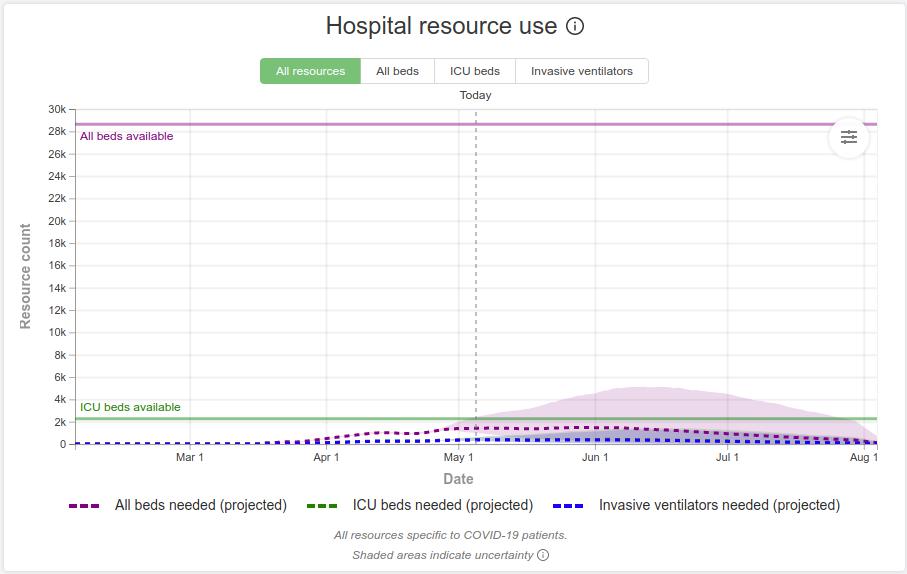 Hospital resource use
All resources All beds ICU beds Invasive ventilators
Today
30k
28k
All beds available
26k
24k
22k
20k
18k
16k
14k
12k
10k
8k
6k
4k
ICU beds available
2k
0
Resource count
Mar 1 Apr 1 May 1 Jun 1 Jul 1 Aug 1
Date
All beds needed (projected) ICU beds needed (projected) Invasive ventilators needed (projected)
All resources specific to COVID-19 patients.
Shaded areas indicate uncertainty